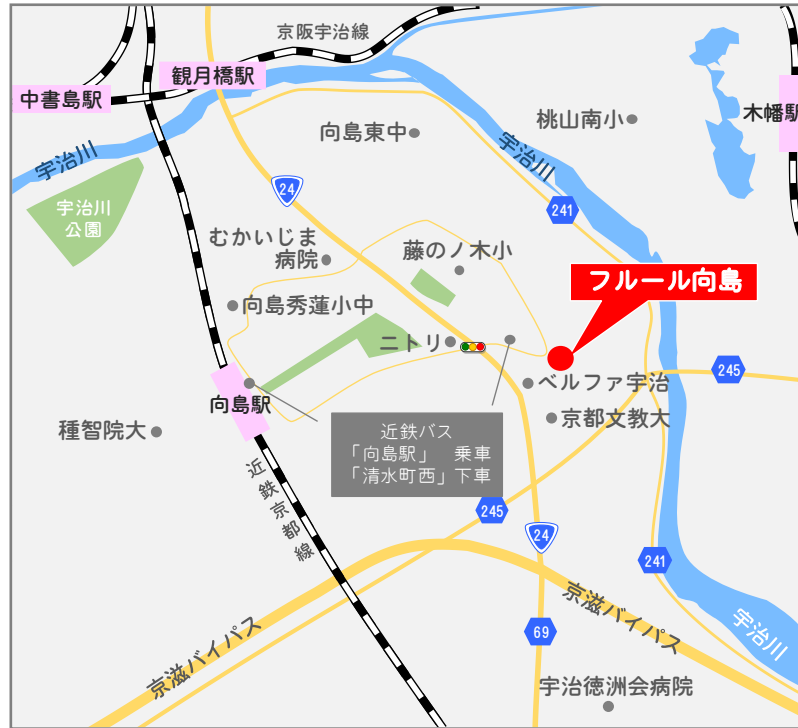 京阪宇治線
観月橋駅
中書島駅
木幡駅
向島東中
桃山南小
宇治川
宇治川
24
241
宇治川
公園
むかいじま
病院
藤のノ木小
フルール向島
向島秀蓮小中
ニトリ
245
ベルファ宇治
向島駅
京都文教大
種智院大
近鉄バス
「向島駅」　乗車
「清水町西」下車
近鉄京都線
245
24
241
京滋バイパス
京滋バイパス
宇治川
69
宇治徳洲会病院